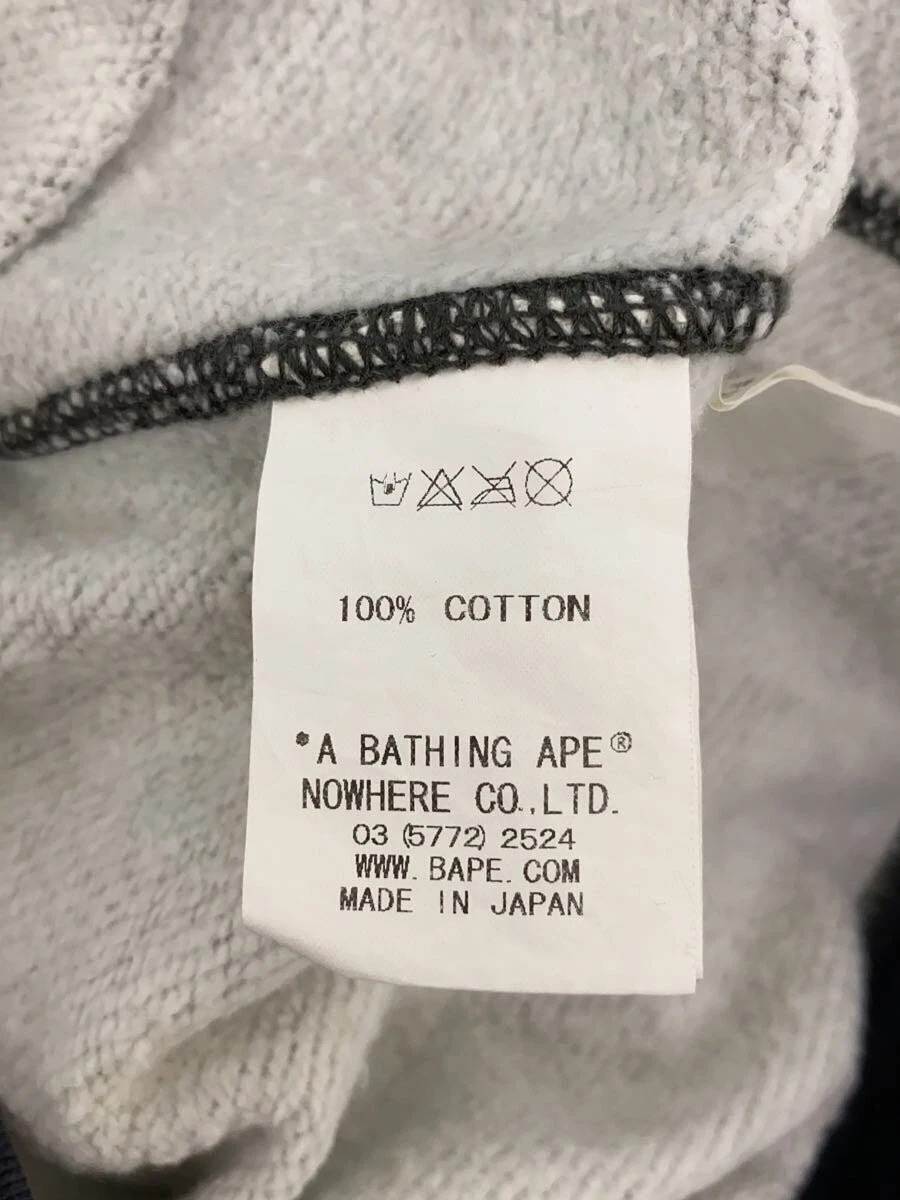 100% COTTON
*A BATHING APE®
NOWHERE CO.,LTD.
03 (5772) 2524
WWW.BAPE.COM
MADE IN JAPAN